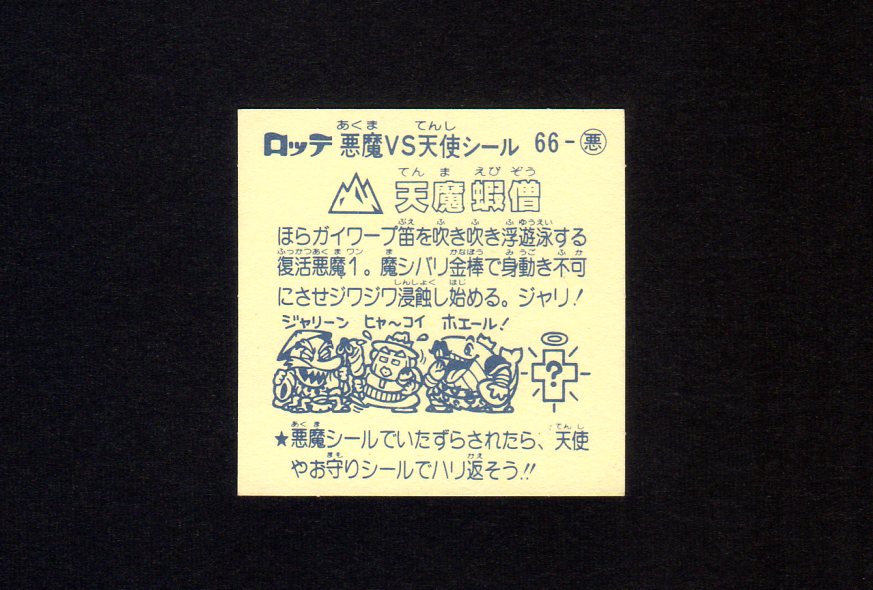 ロッテ 悪魔VS天使シール 66-悪
天魔蝦僧
ほらガイワープ笛を吹き吹き浮遊泳する
復活悪魔1。魔シバリ金棒で身動き不可
にさせジワジワ浸蝕し始める。ジャリ!
ジャリーン ヒャ〜コイ ホエール!
?
★悪魔シールでいたずらされたら、天使
やお守りシールでハリ返そう!!